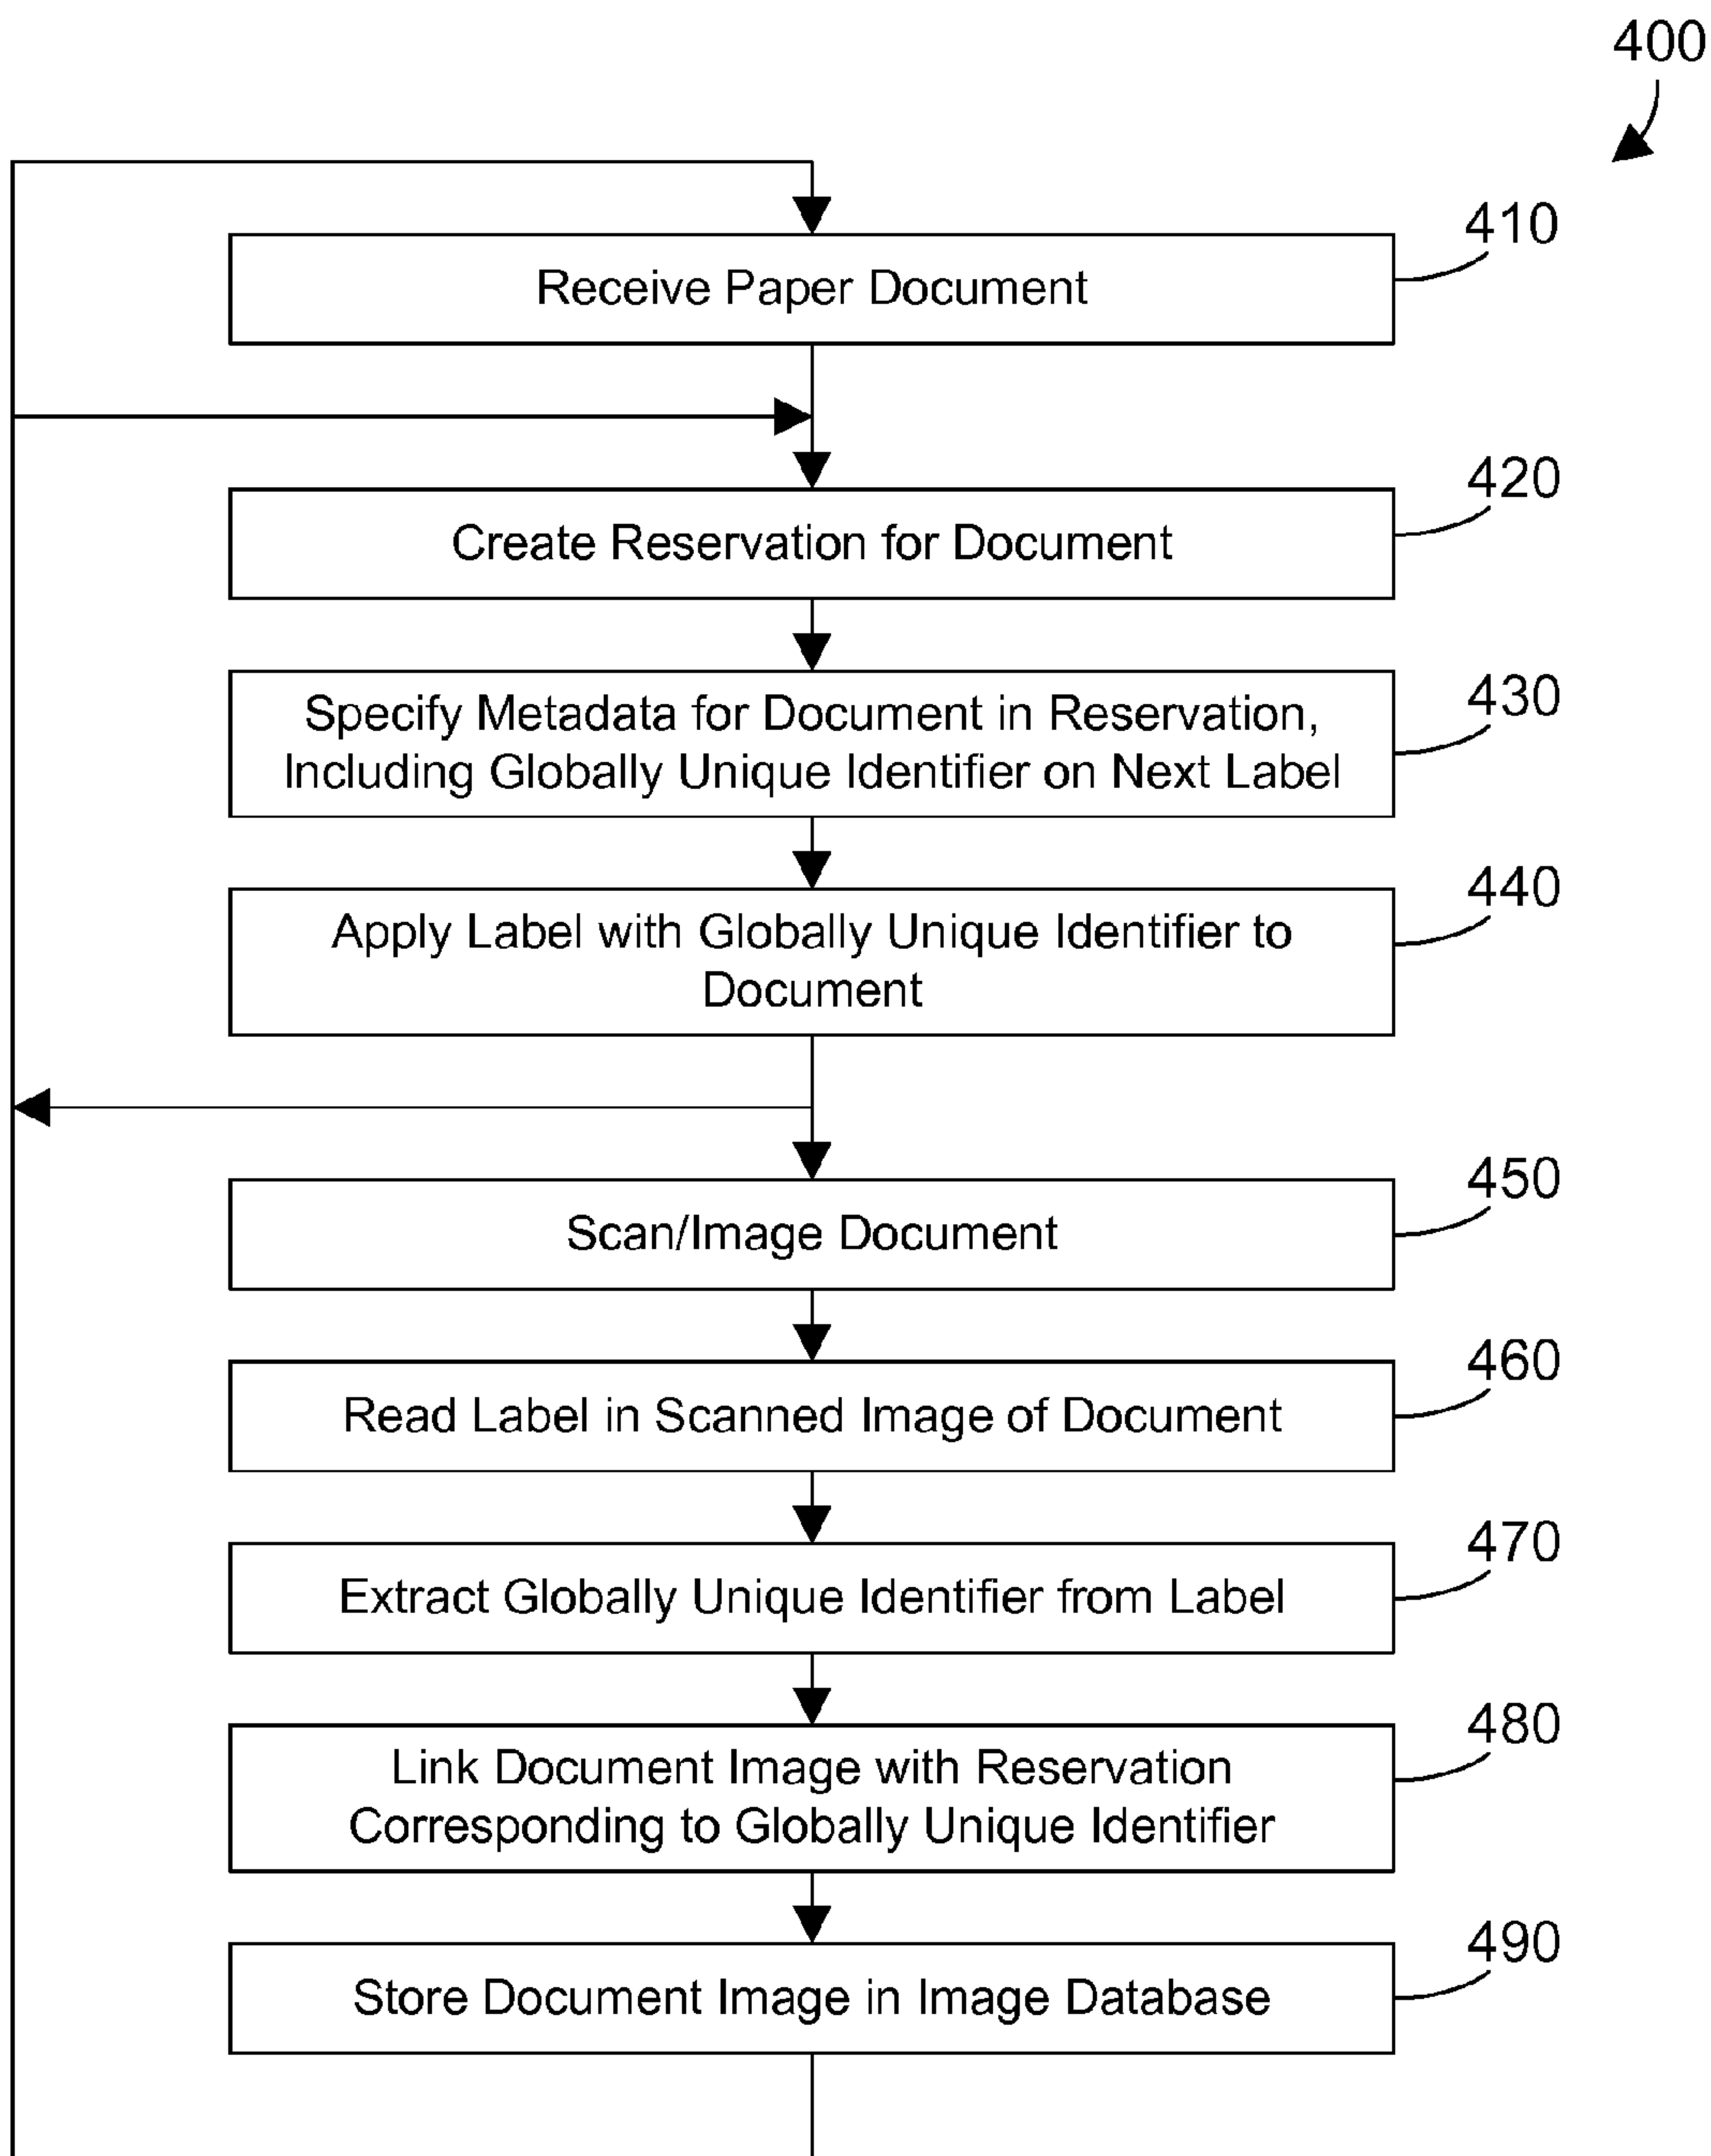 400
410
Receive Paper Document
420
Create Reservation for Document
430
Specify Metadata for Document in Reservation,
Including Globally Unique Identifier on Next Label
440
Apply Label with Globally Unique Identifier to
Document
450
Scan/Image Document
460
Read Label in Scanned Image of Document
470
Extract Globally Unique Identifier from Label
480
Link Document Image with Reservation
Corresponding to Globally Unique Identifier
490
Store Document Image in Image Database